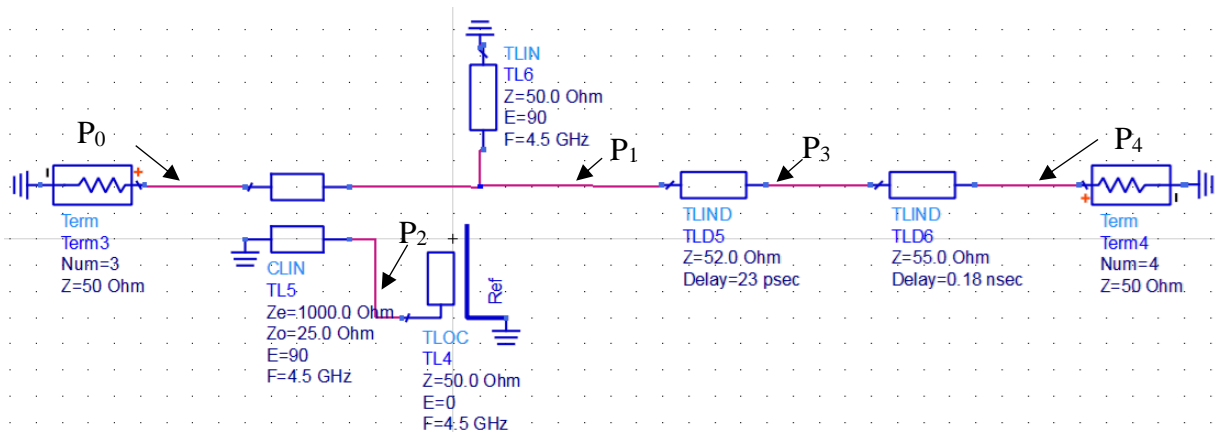 TLIN
TL6
Z=50.0 Ohm
E=90
F=4.5 GHz
P0
P1
P3
P4
Term
Term3
Num=3
Z=50 Ohm
P2
CLIN
TL5
Ze=1000.0 Ohm
Zo=25.0 Ohm
E=90
F=4.5 GHz
Ref
TLOC
TL4
Z=50.0 Ohm
E=0
F=4.5 GHz
TLIND
TLD5
Z=52.0 Ohm
Delay=23 psec
TLIND
TLD6
Z=55.0 Ohm
Delay=0.18 nsec
Term
Term4
Num=4
Z=50 Ohm